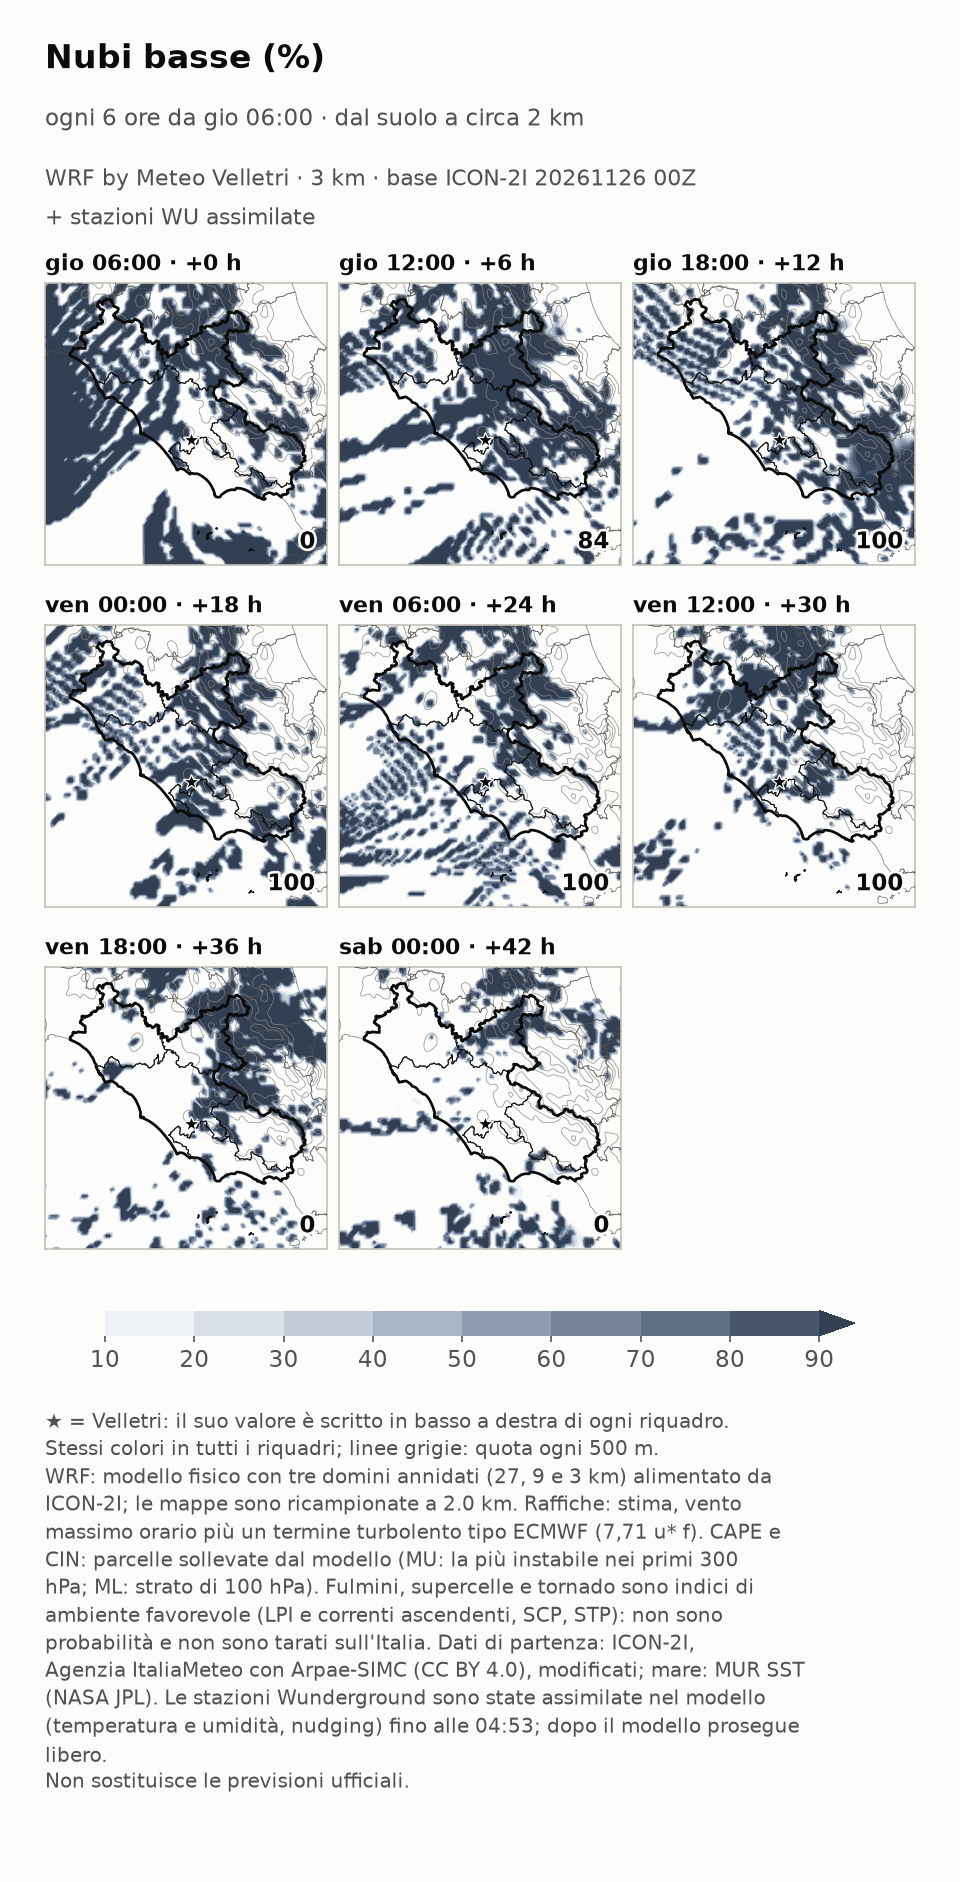 Nubi basse (%)
ogni 6 ore da gio 06:00 · dal suolo a circa 2 km
WRF by Meteo Velletri · 3 km · base ICON-2I 20261126 00Z
+ stazioni WU assimilate
gio 06:00 · +0 h
gio 12:00 · +6 h
gio 18:00 · +12 h
0
84
100
ven 00:00 · +18 h
ven 06:00 · +24 h
ven 12:00 · +30 h
100
100
100
ven 18:00 · +36 h
sab 00:00 · +42 h
0
0
10 20 30 40 50 60 70 80 90
★ = Velletri: il suo valore è scritto in basso a destra di ogni riquadro.
Stessi colori in tutti i riquadri; linee grigie: quota ogni 500 m.
WRF: modello fisico con tre domini annidati (27, 9 e 3 km) alimentato da
ICON-2I; le mappe sono ricampionate a 2.0 km. Raffiche: stima, vento
massimo orario più un termine turbolento tipo ECMWF (7,71 u* f). CAPE e
CIN: parcelle sollevate dal modello (MU: la più instabile nei primi 300
hPa; ML: strato di 100 hPa). Fulmini, supercelle e tornado sono indici di
ambiente favorevole (LPI e correnti ascendenti, SCP, STP): non sono
probabilità e non sono tarati sull'Italia. Dati di partenza: ICON-2I,
Agenzia ItaliaMeteo con Arpae-SIMC (CC BY 4.0), modificati; mare: MUR SST
(NASA JPL). Le stazioni Wunderground sono state assimilate nel modello
(temperatura e umidità, nudging) fino alle 04:53; dopo il modello prosegue
libero.
Non sostituisce le previsioni ufficiali.